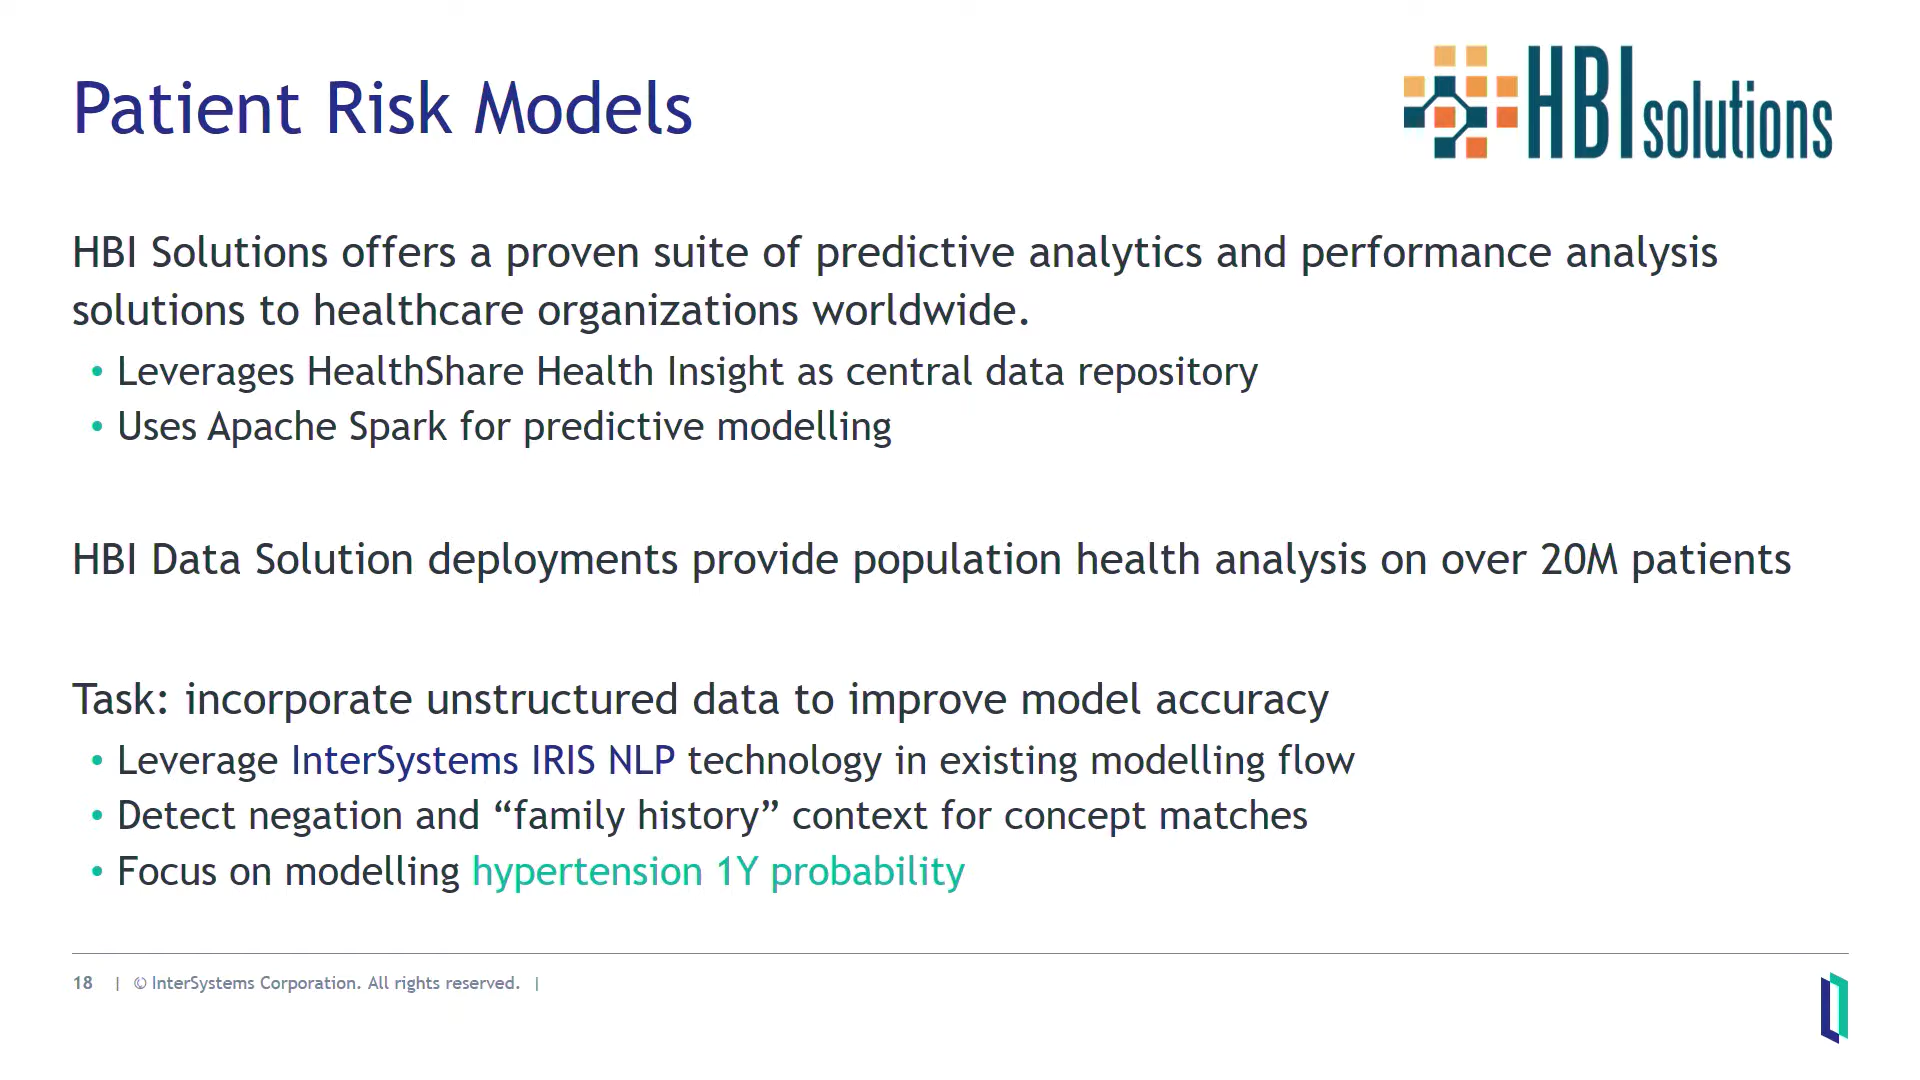 Patient Risk Models
HBI solutions
HBI Solutions offers a proven suite of predictive analytics and performance analysis
solutions to healthcare organizations worldwide.
• Leverages HealthShare Health Insight as central data repository
• Uses Apache Spark for predictive modelling
HBI Data Solution deployments provide population health analysis on over 20M patients
Task: incorporate unstructured data to improve model accuracy
• Leverage InterSystems IRIS NLP technology in existing modelling flow
• Detect negation and “family history” context for concept matches
• Focus on modelling hypertension 1Y probability
18 | © InterSystems Corporation. All rights reserved. |